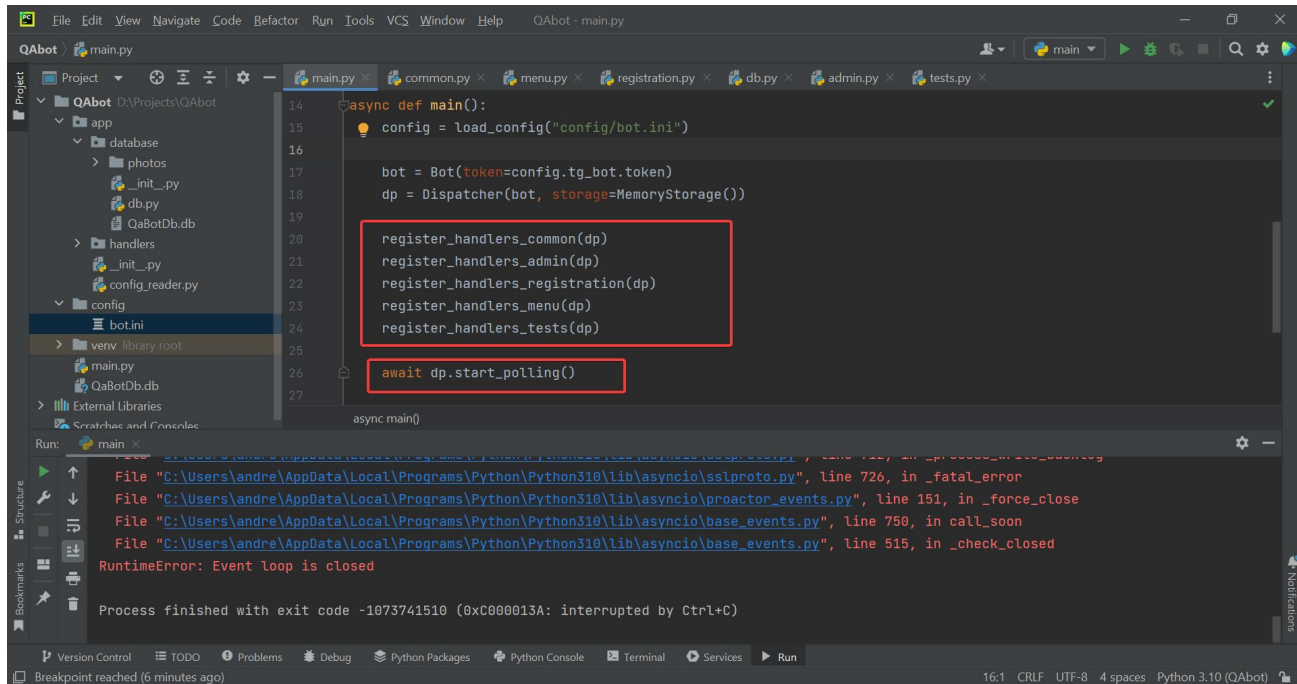 File Edit View Navigate Code Refactor Run Tools VCS Window Help QAbot - main.py
QAbot main.py main
Project main.py common.py menu.py registration.py db.py admin.py tests.py
Project
QAbot D:\Projects\QAbot
app
database
photos
__init__.py
db.py
QaBotDb.db
handlers
__init__.py
config_reader.py
config
bot.ini
venv library root
main.py
QaBotDb.db
External Libraries
Scratches and Consoles
14 async def main():
15 config = load_config("config/bot.ini")
16
17 bot = Bot(token=config.tg_bot.token)
18 dp = Dispatcher(bot, storage=MemoryStorage())
19
20 register_handlers_common(dp)
21 register_handlers_admin(dp)
22 register_handlers_registration(dp)
23 register_handlers_menu(dp)
24 register_handlers_tests(dp)
25
26 await dp.start_polling()
27
async main()
Run: main
File "C:\Users\andre\AppData\Local\Programs\Python\Python310\lib\asyncio\sslproto.py", line 726, in _fatal_error
File "C:\Users\andre\AppData\Local\Programs\Python\Python310\lib\asyncio\proactor_events.py", line 151, in _force_close
File "C:\Users\andre\AppData\Local\Programs\Python\Python310\lib\asyncio\base_events.py", line 750, in call_soon
File "C:\Users\andre\AppData\Local\Programs\Python\Python310\lib\asyncio\base_events.py", line 515, in _check_closed
RuntimeError: Event loop is closed
Process finished with exit code -1073741510 (0xC000013A: interrupted by Ctrl+C)
Structure
Bookmarks
Notifications
Version Control TODO Problems Debug Python Packages Python Console Terminal Services Run
Breakpoint reached (6 minutes ago) 16:1 CRLF UTF-8 4 spaces Python 3.10 (QAbot)